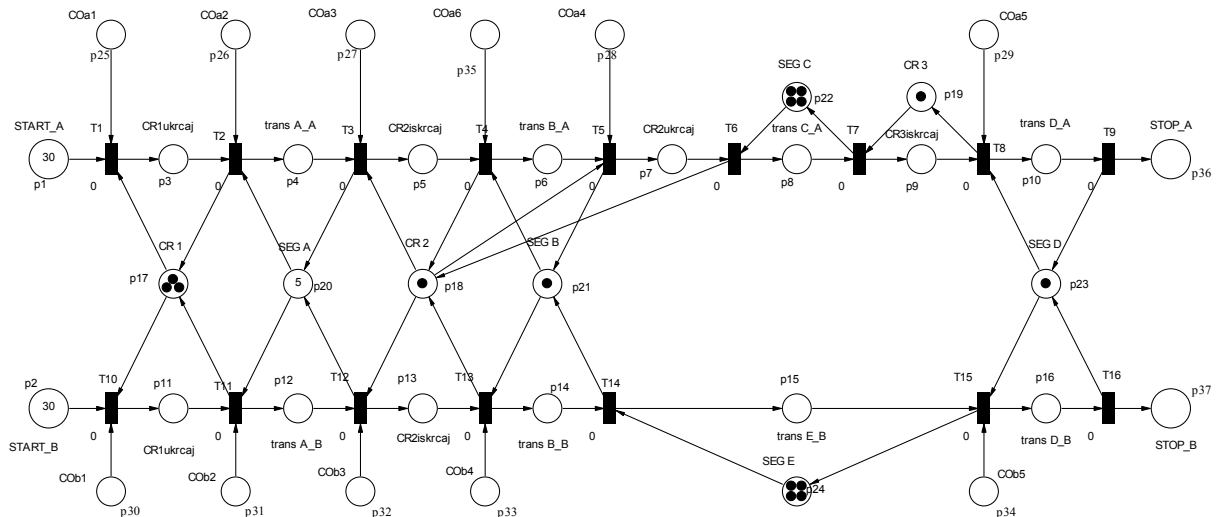 COa1
COa2
COa3
COa6
COa4
COa5
p25
p26
p27
p35
p28
p29
SEG C
CR 3
p22
p19
START_A
T1
CR1ukrcaj
T2
trans A_A
T3
CR2iskrcaj
T4
trans B_A
T5
CR2ukrcaj
T6
trans C_A
T7
CR3iskrcaj
T8
trans D_A
T9
STOP_A
30
p1
0
p3
0
p4
0
p5
0
p6
0
p7
0
p8
0
p9
0
p10
0
p36
CR 1
SEG A
CR 2
SEG B
SEG D
p17
5
p20
p18
p21
p23
p2
T10
p11
T11
p12
T12
p13
T13
p14
T14
p15
T15
p16
T16
p37
30
START_B
0
CR1ukrcaj
0
trans A_B
0
CR2iskrcaj
0
trans B_B
0
trans E_B
0
trans D_B
0
STOP_B
COb1
COb2
COb3
COb4
SEG E
COb5
p24
p30
p31
p32
p33
p34